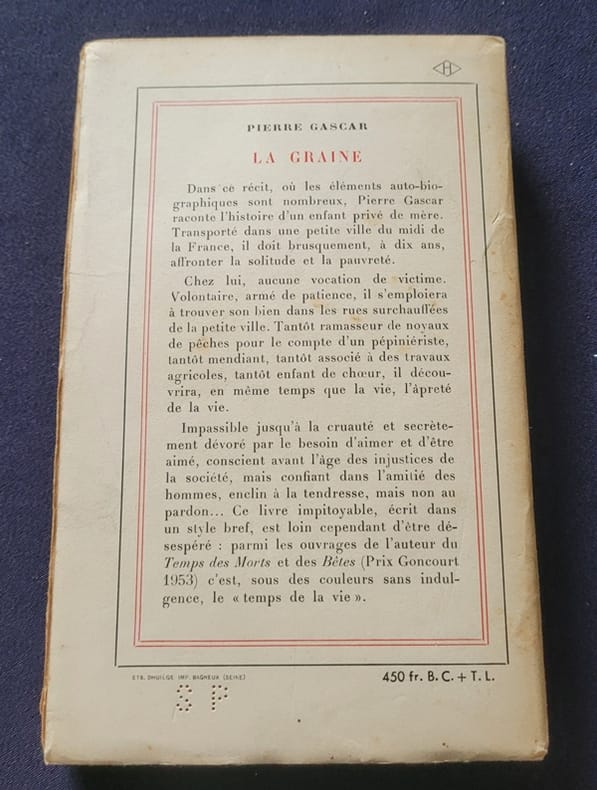 PIERRE GASCAR
LA GRAINE
Dans ce récit, où les éléments auto-bio-
graphiques sont nombreux, Pierre Gascar
raconte l'histoire d'un enfant privé de mère.
Transporté dans une petite ville du midi de
la France, il doit brusquement, à dix ans,
affronter la solitude et la pauvreté.
Chez lui, aucune vocation de victime.
Volontaire, armé de patience, il s'emploiera
à trouver son bien dans les rues surchauffées
de la petite ville. Tantôt ramasseur de noyaux
de pêches pour le compte d'un pépiniériste,
tantôt mendiant, tantôt associé à des travaux
agricoles, tantôt enfant de chœur, il décou-
vrira, en même temps que la vie, l'âpreté
de la vie.
Impassible jusqu'à la cruauté et secrète-
ment dévoré par le besoin d'aimer et d'être
aimé, conscient avant l'âge des injustices de
la société, mais confiant dans l'amitié des
hommes, enclin à la tendresse, mais non au
pardon... Ce livre impitoyable, écrit dans
un style bref, est loin cependant d'être dé-
sespéré : parmi les ouvrages de l'auteur du
Temps des Morts et des Bêtes (Prix Goncourt
1953) c'est, sous des couleurs sans indul-
gence, le « temps de la vie ».
ETB. DHUILGE IMP. BAGNEUX (SEINE)
450 fr. B. C. + T. L.
S P